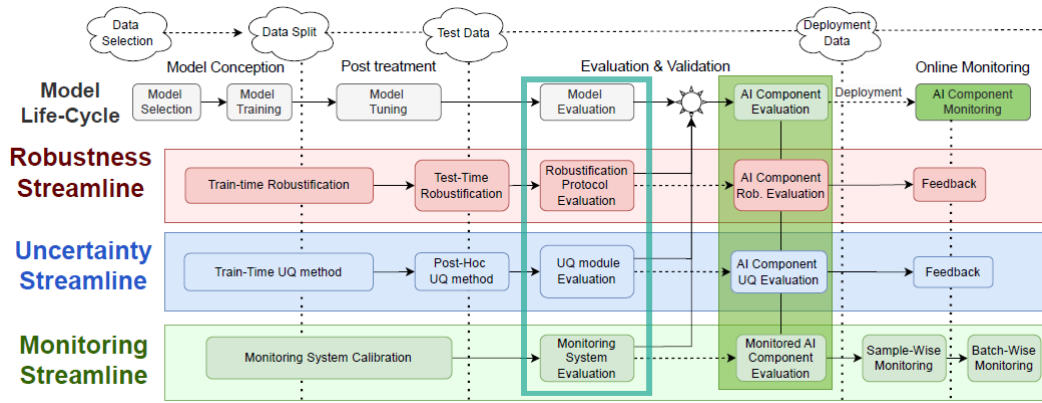 Data
Selection
Data Split
Test Data
Deployment
Data
Model Conception
Post treatment
Evaluation & Validation
Online Monitoring
Model
Life-Cycle
Model
Selection
Model
Training
Model
Tuning
Model
Evaluation
AI Component
Evaluation
Deployment
AI Component
Monitoring
Robustness
Streamline
Train-time Robustification
Test-Time
Robustification
Robustification
Protocol
Evaluation
AI Component
Rob. Evaluation
Feedback
Uncertainty
Streamline
Train-Time UQ method
Post-Hoc
UQ method
UQ module
Evaluation
AI Component
UQ Evaluation
Feedback
Monitoring
Streamline
Monitoring System Calibration
Monitoring
System
Evaluation
Monitored AI
Component
Evaluation
Sample-Wise
Monitoring
Batch-Wise
Monitoring